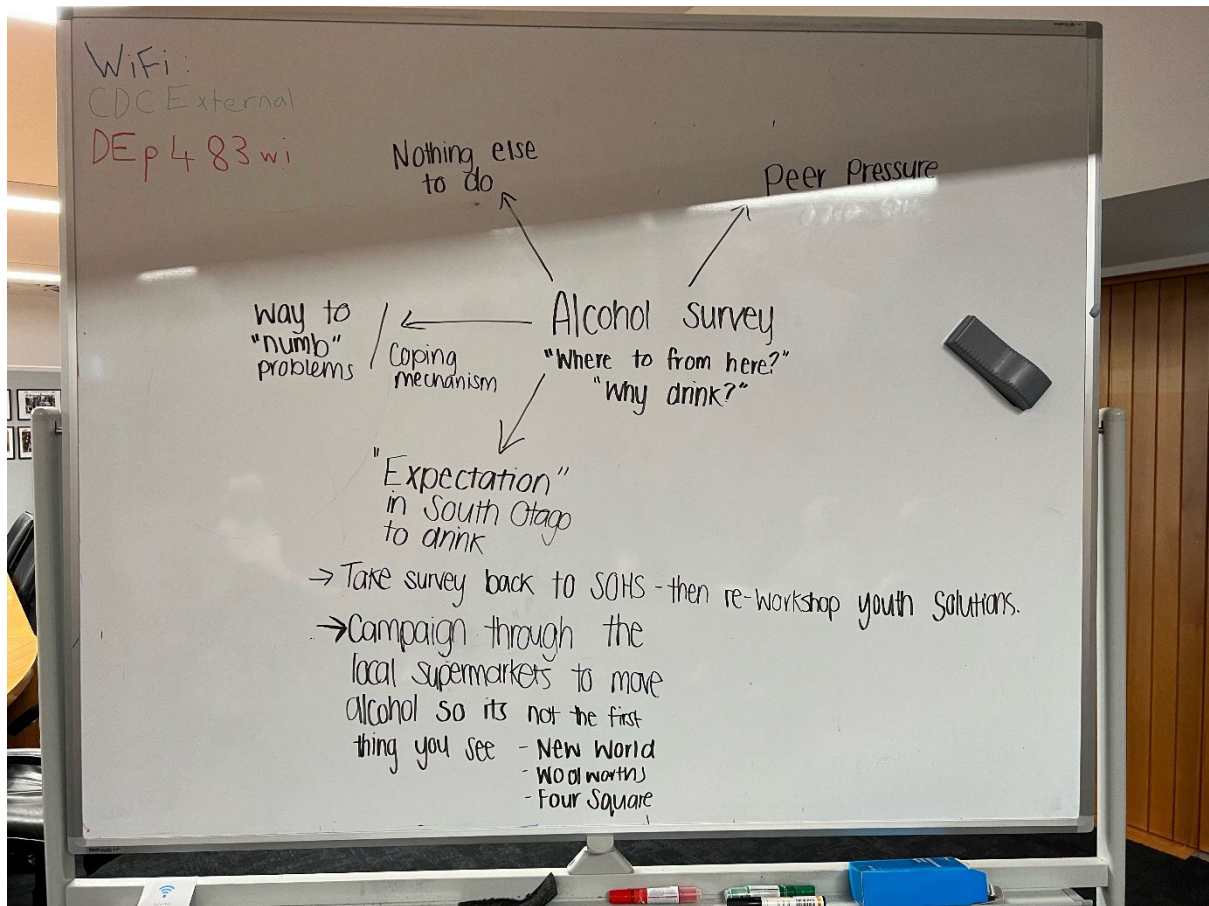 WiFi:
CDC External
DEp483wi
Nothing else
to do
Peer Pressure
Alcohol survey
"Where to from here?"
"Why drink?"
way to
"numb"
problems
/
Coping
mechanism
"Expectation"
in South Otago
to drink
→ Take survey back to SOHS - then re-workshop youth solutions.
→ Campaign through the
local supermarkets to move
alcohol so its not the first
thing you see - New World
- Woolworths
- Four Square